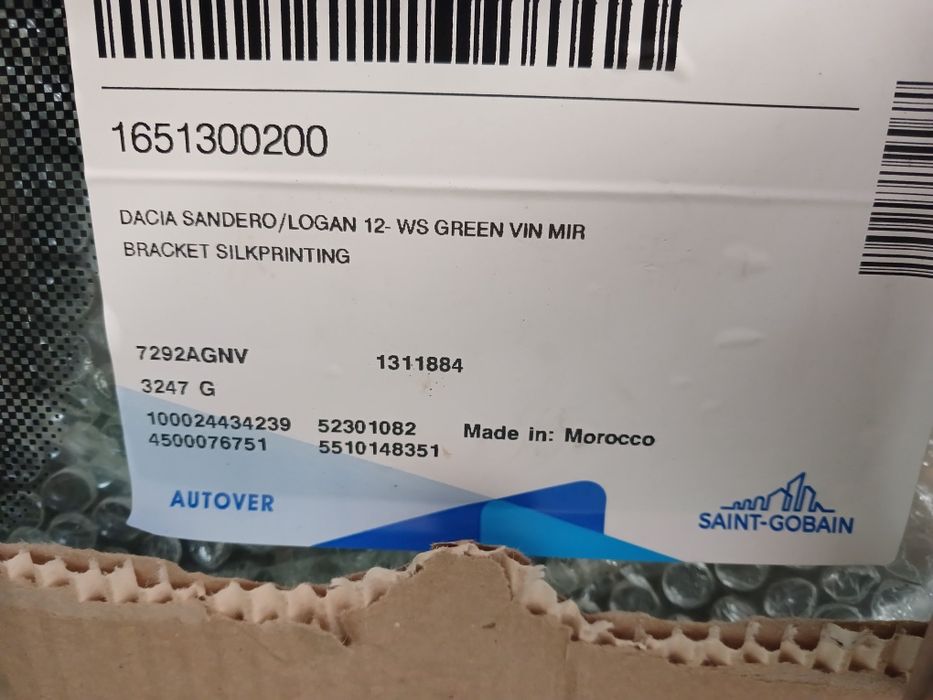 1651300200
DACIA SANDERO/LOGAN 12- WS GREEN VIN MIR
BRACKET SILKPRINTING
7292AGNV 1311884
3247 G
100024434239 52301082 Made in: Morocco
4500076751 5510148351
AUTOVER
SAINT-GOBAIN